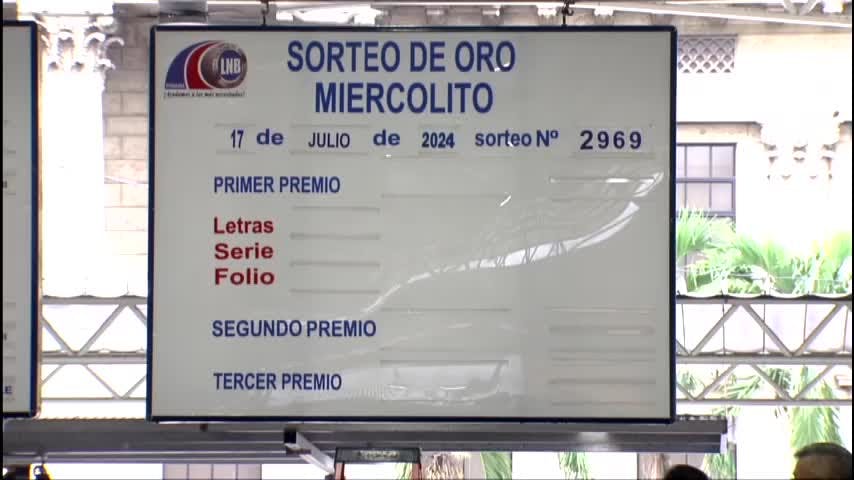 LNB
¡Ayudamos a los más necesitados!
SORTEO DE ORO
MIERCOLITO
17 de JULIO de 2024 sorteo Nº 2969
PRIMER PREMIO
Letras
Serie
Folio
SEGUNDO PREMIO
TERCER PREMIO